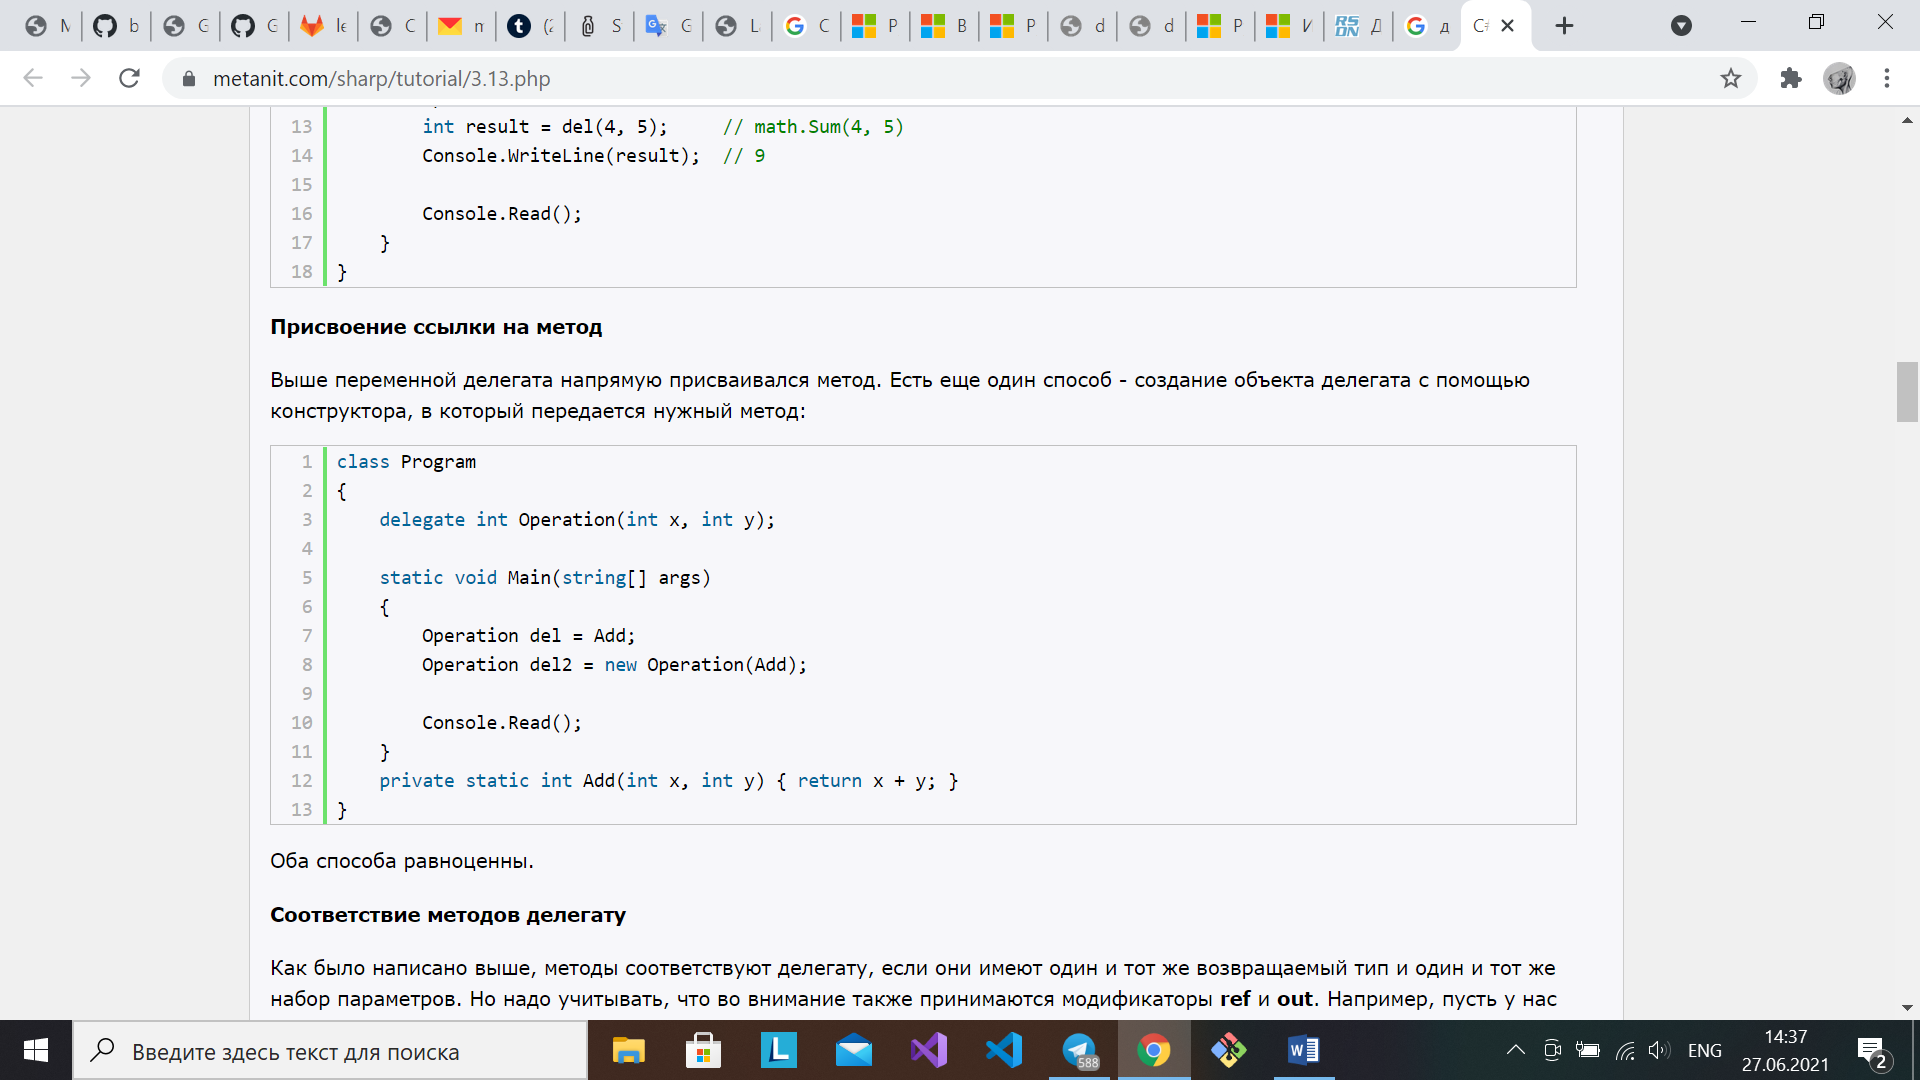 metanit.com/sharp/tutorial/3.13.php
13 int result = del(4, 5); // math.Sum(4, 5)
14 Console.WriteLine(result); // 9
15
16 Console.Read();
17 }
18 }
Присвоение ссылки на метод
Выше переменной делегата напрямую присваивался метод. Есть еще один способ - создание объекта делегата с помощью
конструктора, в который передается нужный метод:
1 class Program
2 {
3 delegate int Operation(int x, int y);
4
5 static void Main(string[] args)
6 {
7 Operation del = Add;
8 Operation del2 = new Operation(Add);
9
10 Console.Read();
11 }
12 private static int Add(int x, int y) { return x + y; }
13 }
Оба способа равноценны.
Соответствие методов делегату
Как было написано выше, методы соответствуют делегату, если они имеют один и тот же возвращаемый тип и один и тот же
набор параметров. Но надо учитывать, что во внимание также принимаются модификаторы ref и out. Например, пусть у нас
Введите здесь текст для поиска
588
ENG
14:37
27.06.2021
2